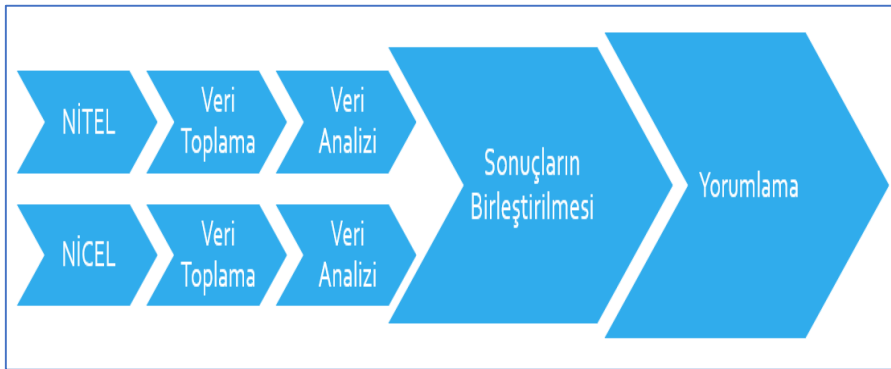 NİTEL
Veri
Toplama
Veri
Analizi
NİCEL
Veri
Toplama
Veri
Analizi
Sonuçların
Birleştirilmesi
Yorumlama